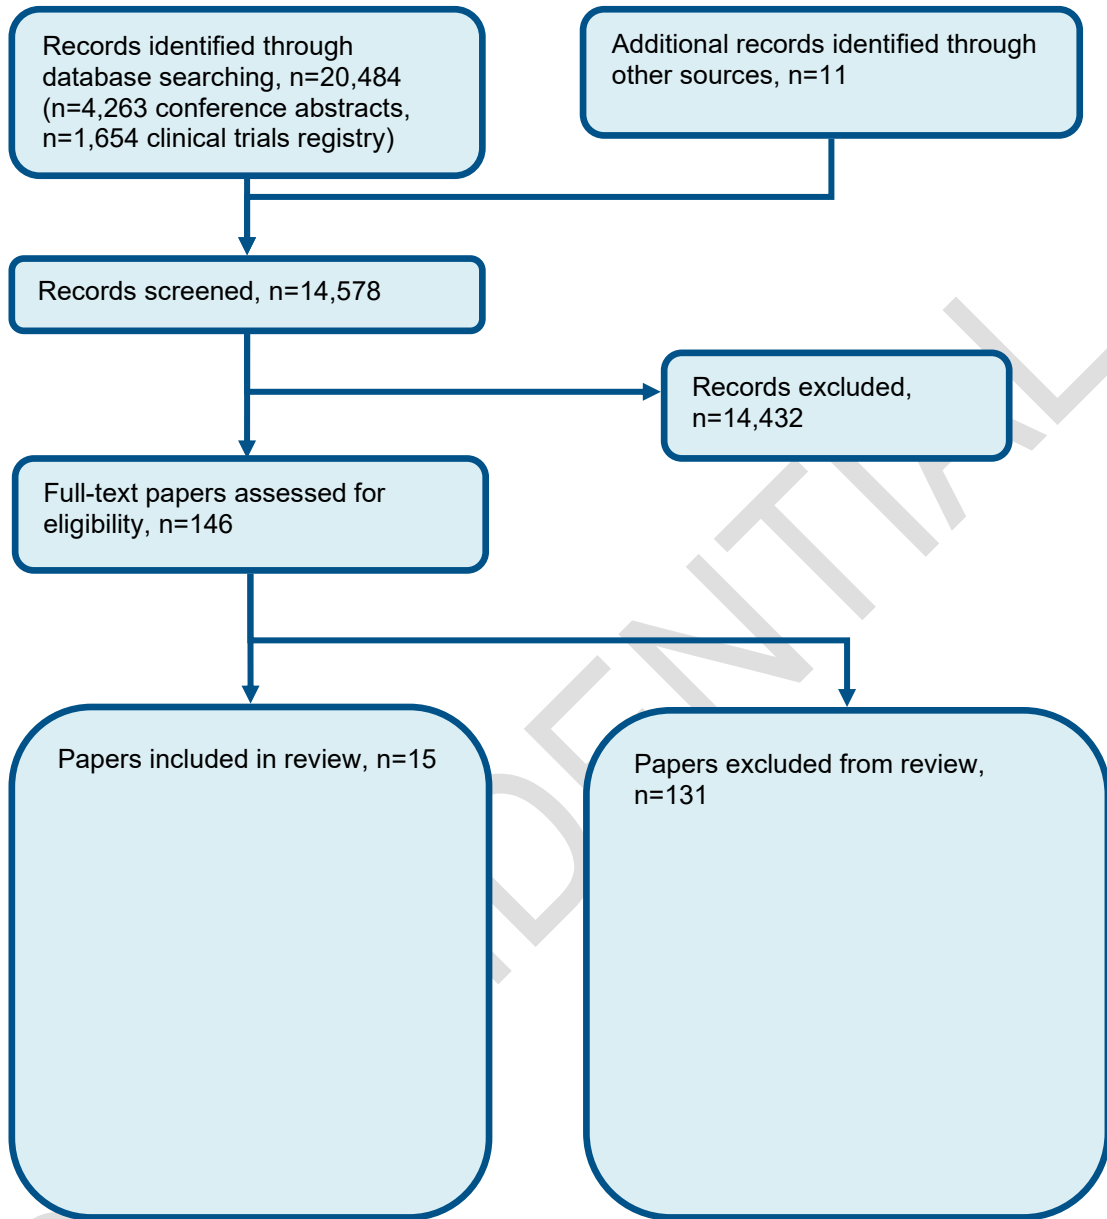 Records identified through
database searching, n=20,484
(n=4,263 conference abstracts,
n=1,654 clinical trials registry)
Additional records identified through
other sources, n=11
Records screened, n=14,578
Records excluded,
n=14,432
Full-text papers assessed for
eligibility, n=146
Papers included in review, n=15
Papers excluded from review,
n=131